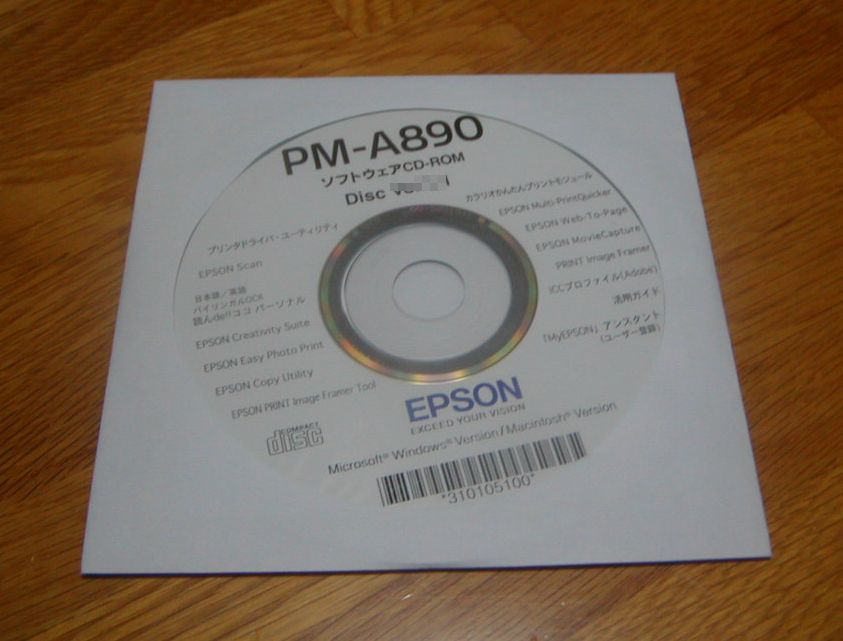 PM-A890
ソフトウェアCD-ROM
Disc
プリンタドライバ・ユーティリティ
EPSON Scan
日本語／英語
バイリンガルOCR
読んde!!ココ パーソナル
EPSON Creativity Suite
EPSON Easy Photo Print
EPSON Copy Utility
EPSON PRINT Image Framer Tool
カラリオかんたんプリントモジュール
EPSON Multi-PrintQuicker
EPSON Web-To-Page
EPSON MovieCapture
PRINT Image Framer
ICCプロファイル(Adobe)
活用ガイド
「MyEPSON」アシスタント
(ユーザー登録)
EPSON
EXCEED YOUR VISION
COMPACT
disc
Microsoft® Windows® Version / Macintosh® Version
*310105100*